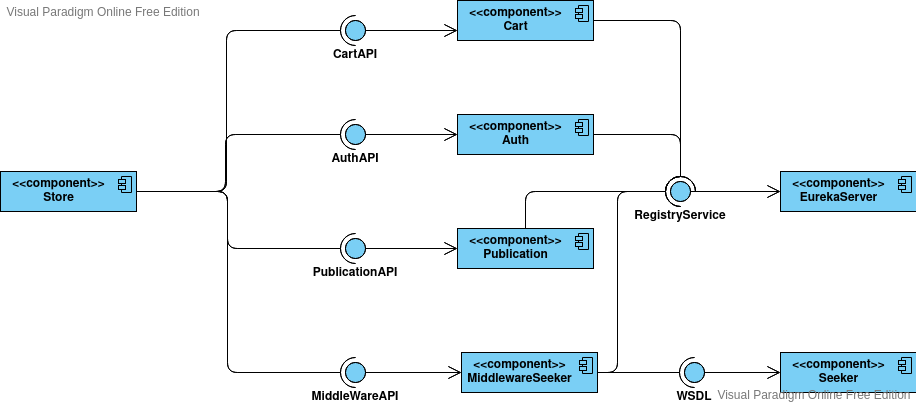 Visual Paradigm Online Free Edition
<<component>>
Cart
CartAPI
<<component>>
Auth
AuthAPI
<<component>>
Store
<<component>>
EurekaServer
RegistryService
<<component>>
Publication
PublicationAPI
<<component>>
MiddlewareSeeker
<<component>>
Seeker
MiddleWareAPI
WSDL
Visual Paradigm Online Free Edition